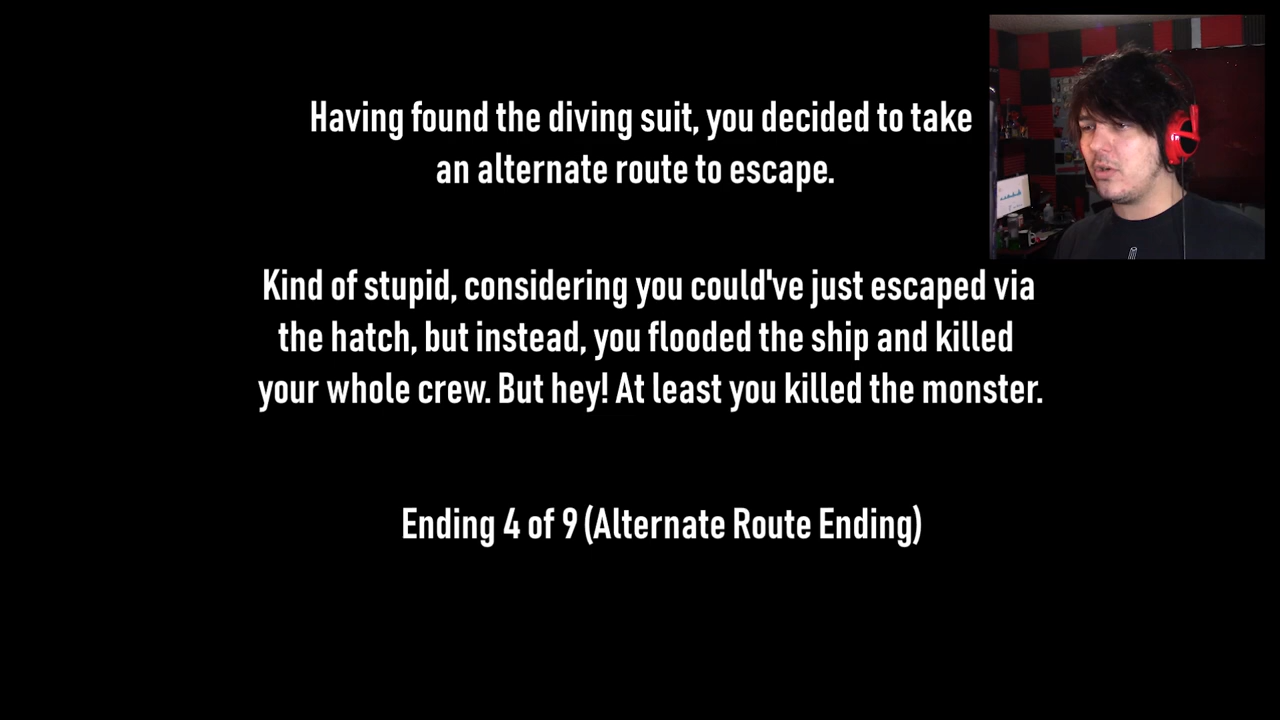 Having found the diving suit, you decided to take
an alternate route to escape.
Kind of stupid, considering you could've just escaped via
the hatch, but instead, you flooded the ship and killed
your whole crew. But hey! At least you killed the monster.
Ending 4 of 9 (Alternate Route Ending)